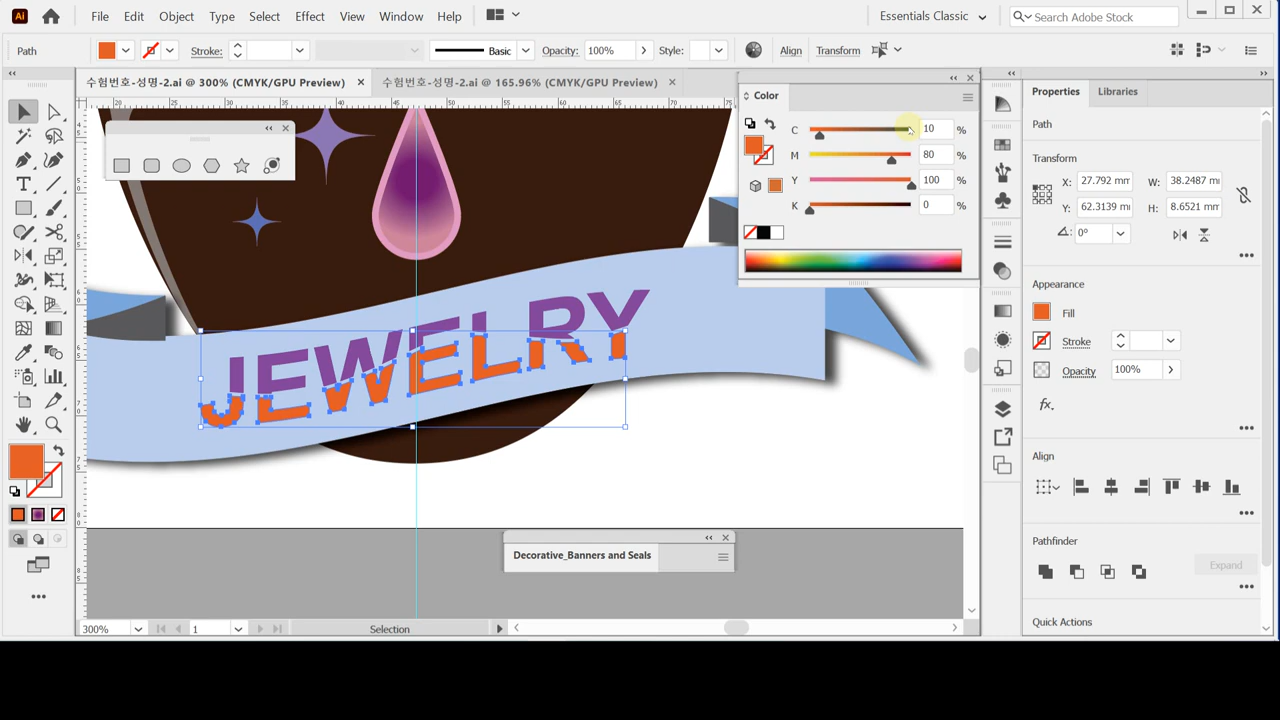 Ai File Edit Object Type Select Effect View Window Help Essentials Classic Search Adobe Stock
Path Stroke: Basic Opacity: 100% Style: Align Transform
수험번호-성명-2.ai @ 300% (CMYK/GPU Preview) 수험번호-성명-2.ai @ 165.96% (CMYK/GPU Preview)
Color
C 10 %
M 80 %
Y 100 %
K 0 %
Properties Libraries
Path
Transform
X: 27.792 mm W: 38.2487 m
Y: 62.3139 m H: 8.6521 mm
0°
Appearance
Fill
Stroke
Opacity 100%
fx
Align
Pathfinder
Expand
Quick Actions
JEWELRY
Decorative_Banners and Seals
300% 1 Selection